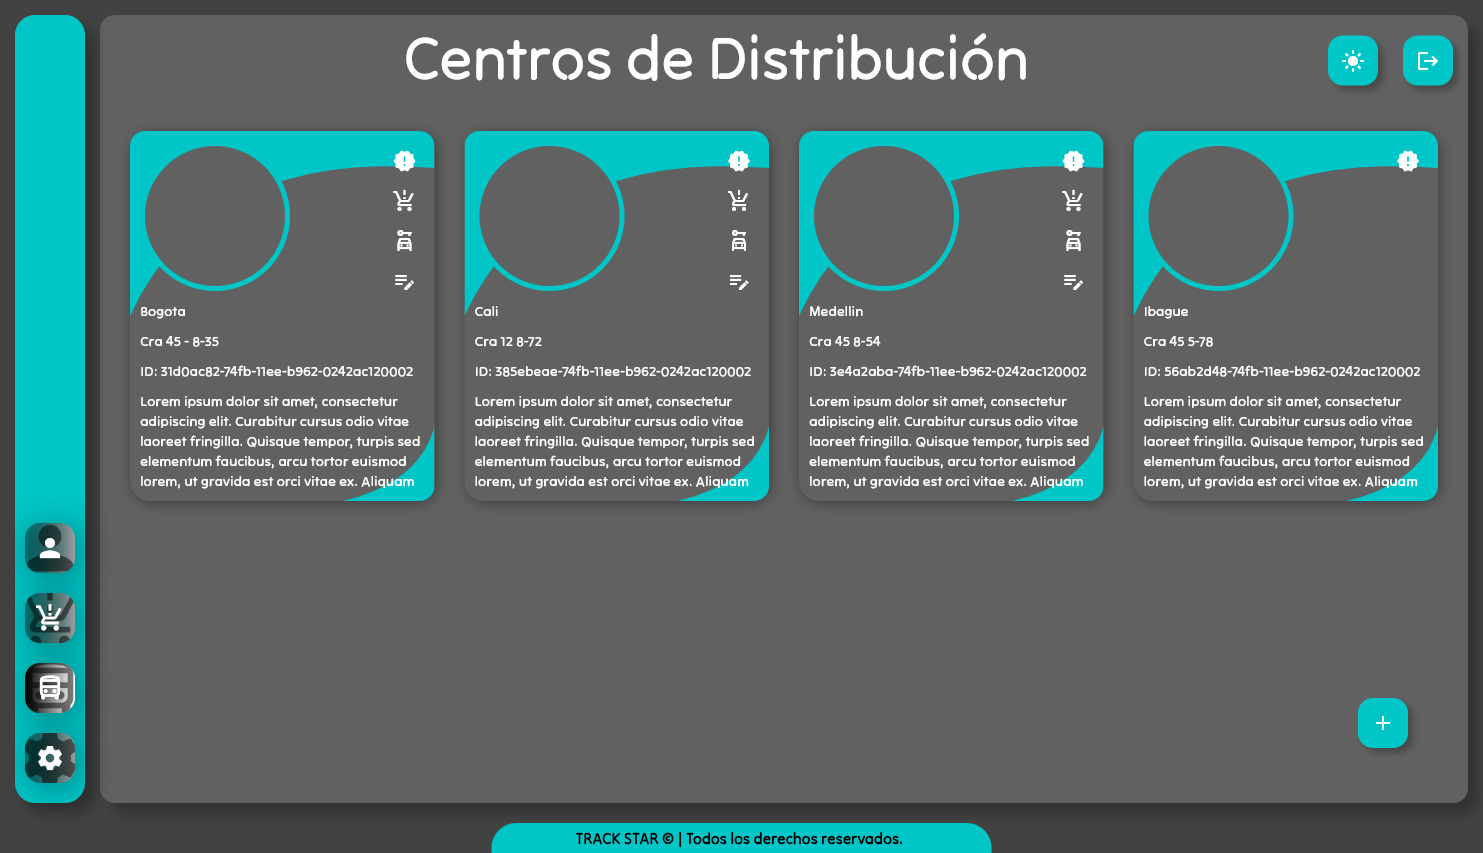 Centros de Distribución
Bogota
Cra 45 - 8-35
ID: 31d0ac82-74fb-11ee-b962-0242ac120002
Lorem ipsum dolor sit amet, consectetur
adipiscing elit. Curabitur cursus odio vitae
laoreet fringilla. Quisque tempor, turpis sed
elementum faucibus, arcu tortor euismod
lorem, ut gravida est orci vitae ex. Aliquam
Cali
Cra 12 8-72
ID: 385ebeae-74fb-11ee-b962-0242ac120002
Lorem ipsum dolor sit amet, consectetur
adipiscing elit. Curabitur cursus odio vitae
laoreet fringilla. Quisque tempor, turpis sed
elementum faucibus, arcu tortor euismod
lorem, ut gravida est orci vitae ex. Aliquam
Medellin
Cra 45 8-54
ID: 3e4a2aba-74fb-11ee-b962-0242ac120002
Lorem ipsum dolor sit amet, consectetur
adipiscing elit. Curabitur cursus odio vitae
laoreet fringilla. Quisque tempor, turpis sed
elementum faucibus, arcu tortor euismod
lorem, ut gravida est orci vitae ex. Aliquam
Ibague
Cra 45 5-78
ID: 56ab2d48-74fb-11ee-b962-0242ac120002
Lorem ipsum dolor sit amet, consectetur
adipiscing elit. Curabitur cursus odio vitae
laoreet fringilla. Quisque tempor, turpis sed
elementum faucibus, arcu tortor euismod
lorem, ut gravida est orci vitae ex. Aliquam
TRACK STAR © | Todos los derechos reservados.